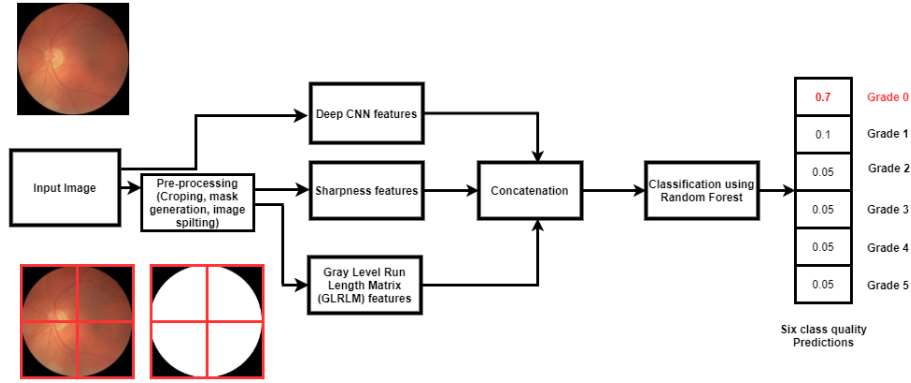 Deep CNN features
Input Image
Pre-processing
(Croping, mask
generation, image
spilting)
Sharpness features
Gray Level Run
Length Matrix
(GLRLM) features
Concatenation
Classification using
Random Forest
0.7 Grade 0
0.1 Grade 1
0.05 Grade 2
0.05 Grade 3
0.05 Grade 4
0.05 Grade 5
Six class quality
Predictions